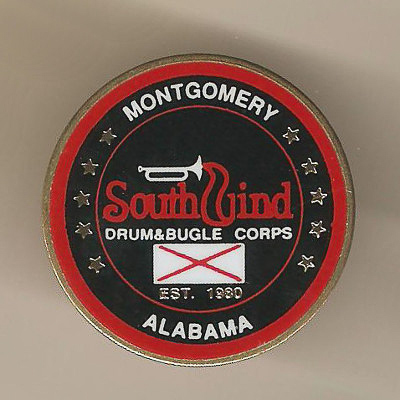 MONTGOMERY
SouthWind
DRUM&BUGLE CORPS
EST. 1980
ALABAMA